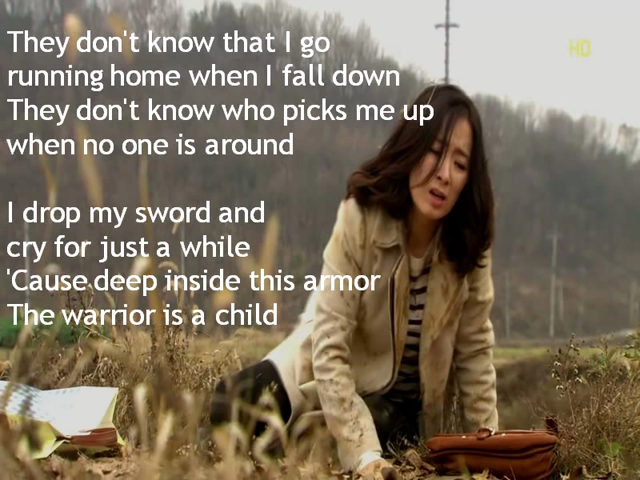 They don't know that I go
running home when I fall down
They don't know who picks me up
when no one is around
I drop my sword and
cry for just a while
'Cause deep inside this armor
The warrior is a child
HD